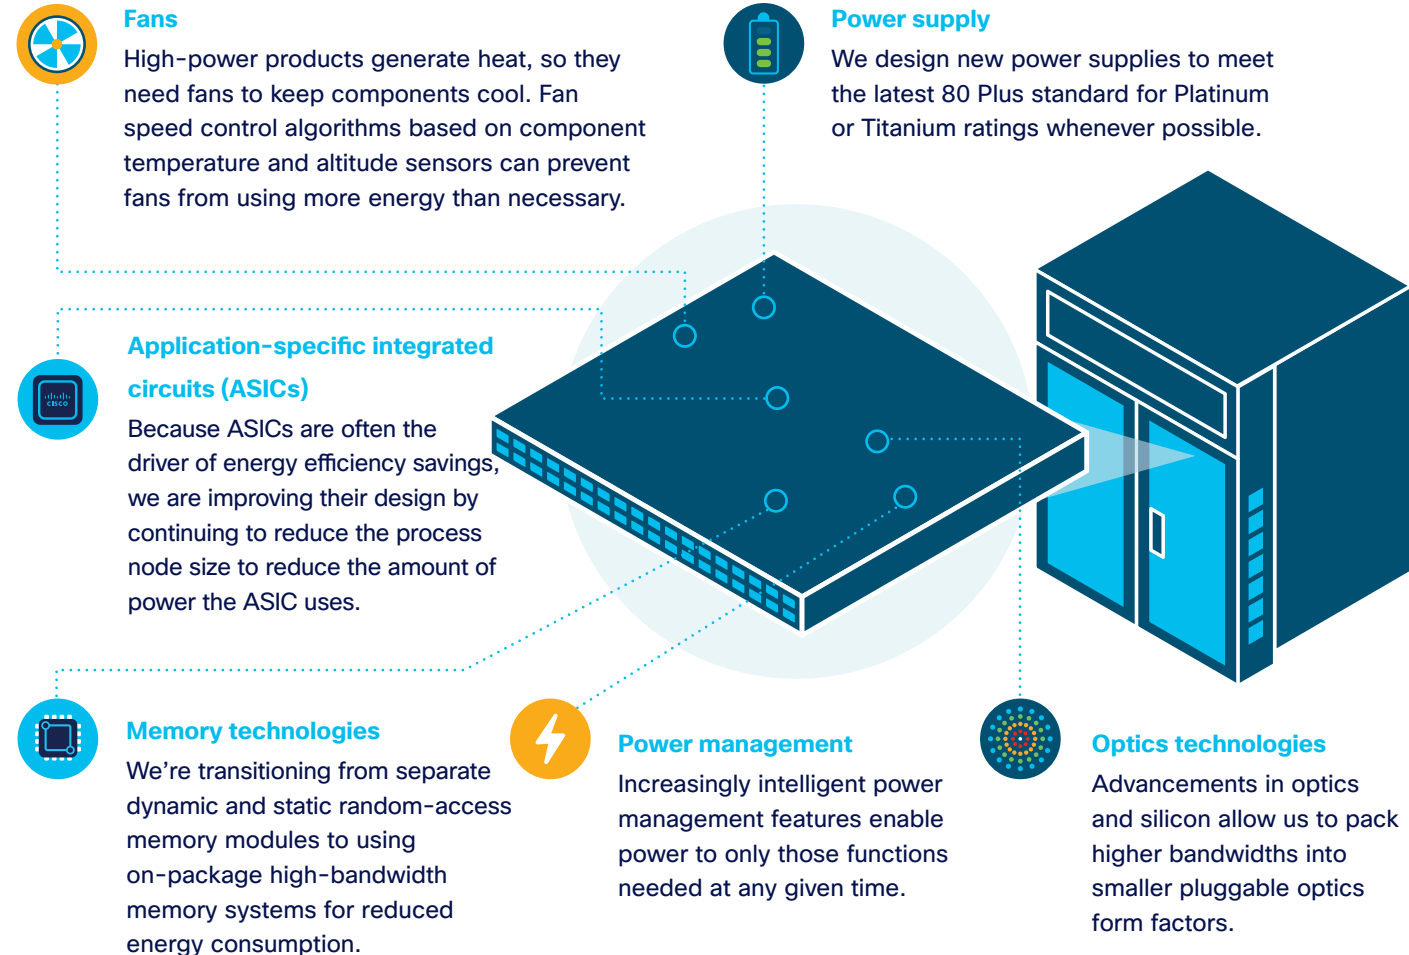 Fans
High-power products generate heat, so they
need fans to keep components cool. Fan
speed control algorithms based on component
temperature and altitude sensors can prevent
fans from using more energy than necessary.
Power supply
We design new power supplies to meet
the latest 80 Plus standard for Platinum
or Titanium ratings whenever possible.
Application-specific integrated
circuits (ASICs)
Because ASICs are often the
driver of energy efficiency savings,
we are improving their design by
continuing to reduce the process
node size to reduce the amount of
power the ASIC uses.
CISCO
Memory technologies
We’re transitioning from separate
dynamic and static random-access
memory modules to using
on-package high-bandwidth
memory systems for reduced
energy consumption.
Power management
Increasingly intelligent power
management features enable
power to only those functions
needed at any given time.
Optics technologies
Advancements in optics
and silicon allow us to pack
higher bandwidths into
smaller pluggable optics
form factors.